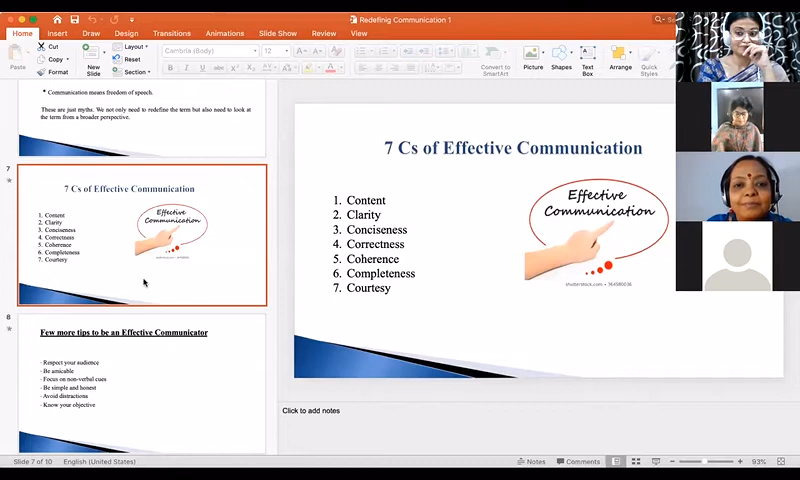 Redefinig Communication 1
Home Insert Draw Design Transitions Animations Slide Show Review View
Paste
Cut
Copy
Format
New
Slide
Layout
Reset
Section
Cambria (Body)
12
Convert to
SmartArt
Picture
Shapes
Text
Box
Arrange
Quick
Styles
• Communication means freedom of speech.
These are just myths. We not only need to redefine the term but also need to look at
the term from a broader perspective.
7
7 Cs of Effective Communication
1. Content
2. Clarity
3. Conciseness
4. Correctness
5. Coherence
6. Completeness
7. Courtesy
Effective
Communication
8
Few more tips to be an Effective Communicator
- Respect your audience
- Be amicable
- Focus on non-verbal cues
- Be simple and honest
- Avoid distractions
- Know your objective
7 Cs of Effective Communication
1. Content
2. Clarity
3. Conciseness
4. Correctness
5. Coherence
6. Completeness
7. Courtesy
Effective
Communication
shutterstock.com •
Click to add notes
Slide 7 of 10 English (United States)
Notes Comments 93%